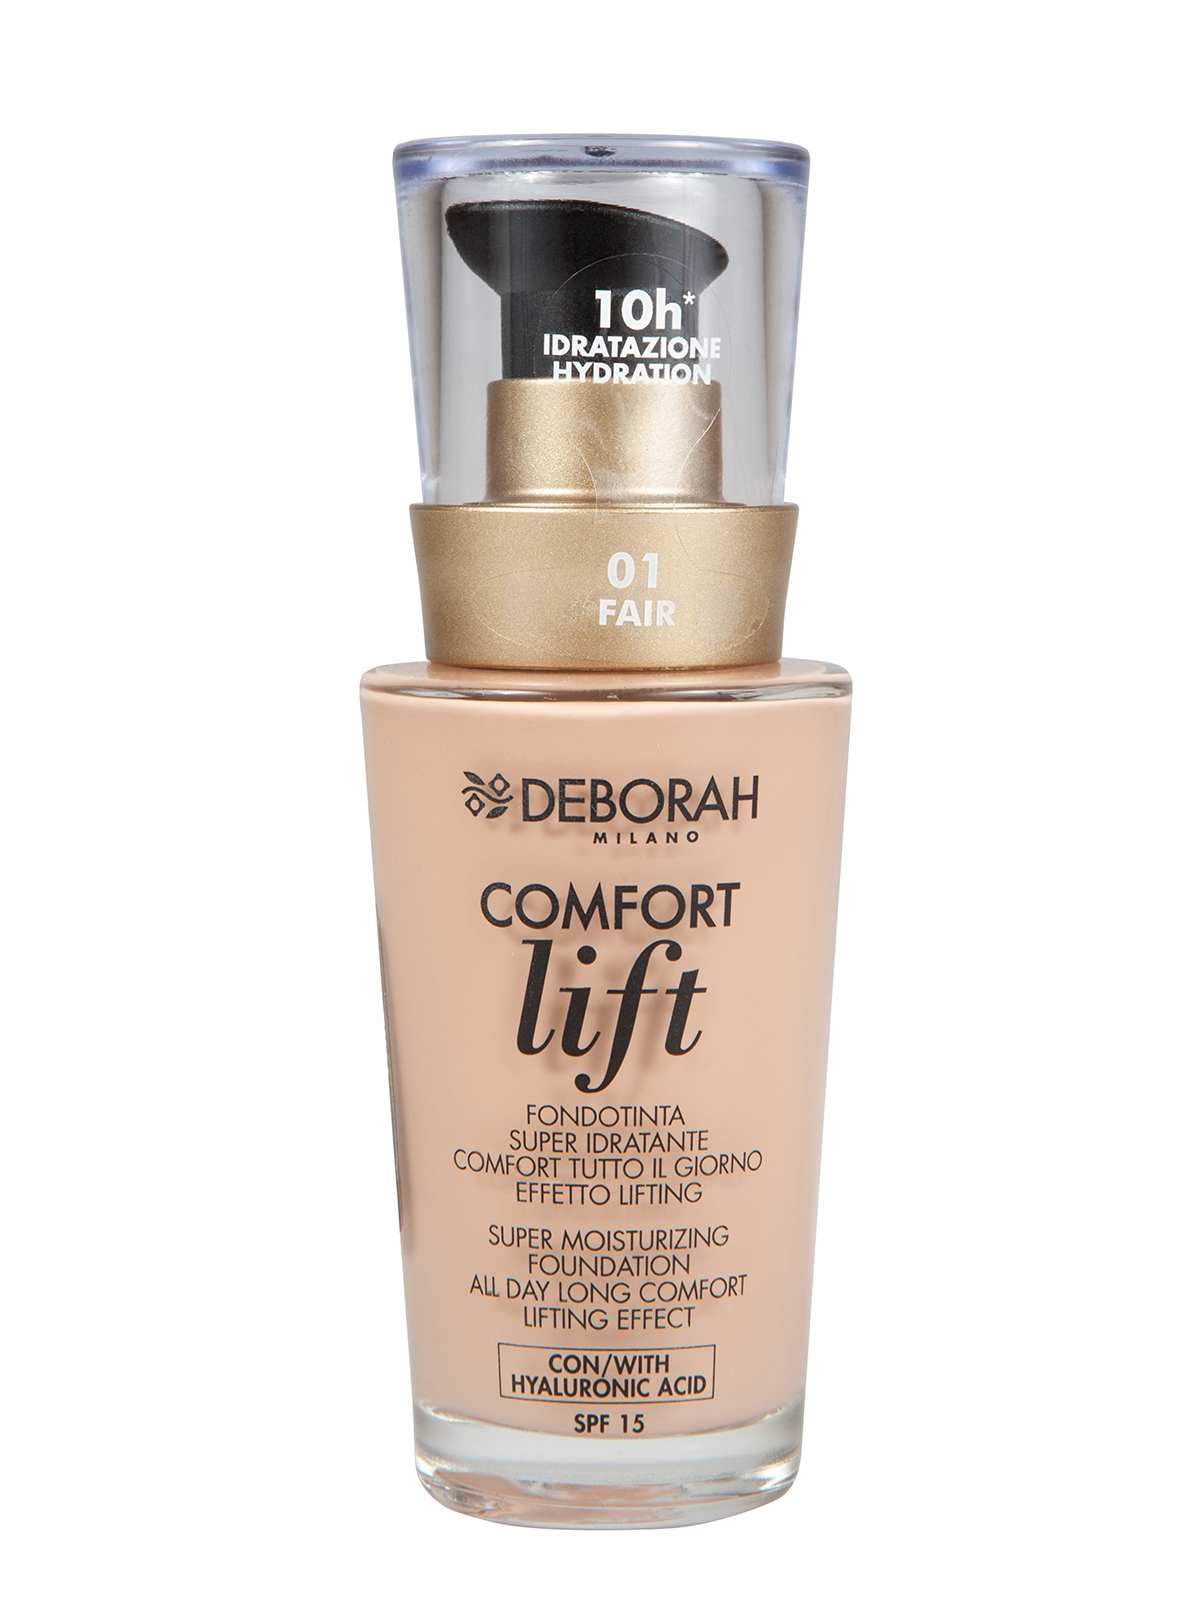 10h*
IDRATAZIONE
HYDRATION
01
FAIR
DEBORAH
MILANO
COMFORT
lift
FONDOTINTA
SUPER IDRATANTE
COMFORT TUTTO IL GIORNO
EFFETTO LIFTING
SUPER MOISTURIZING
FOUNDATION
ALL DAY LONG COMFORT
LIFTING EFFECT
CON/WITH
HYALURONIC ACID
SPF 15